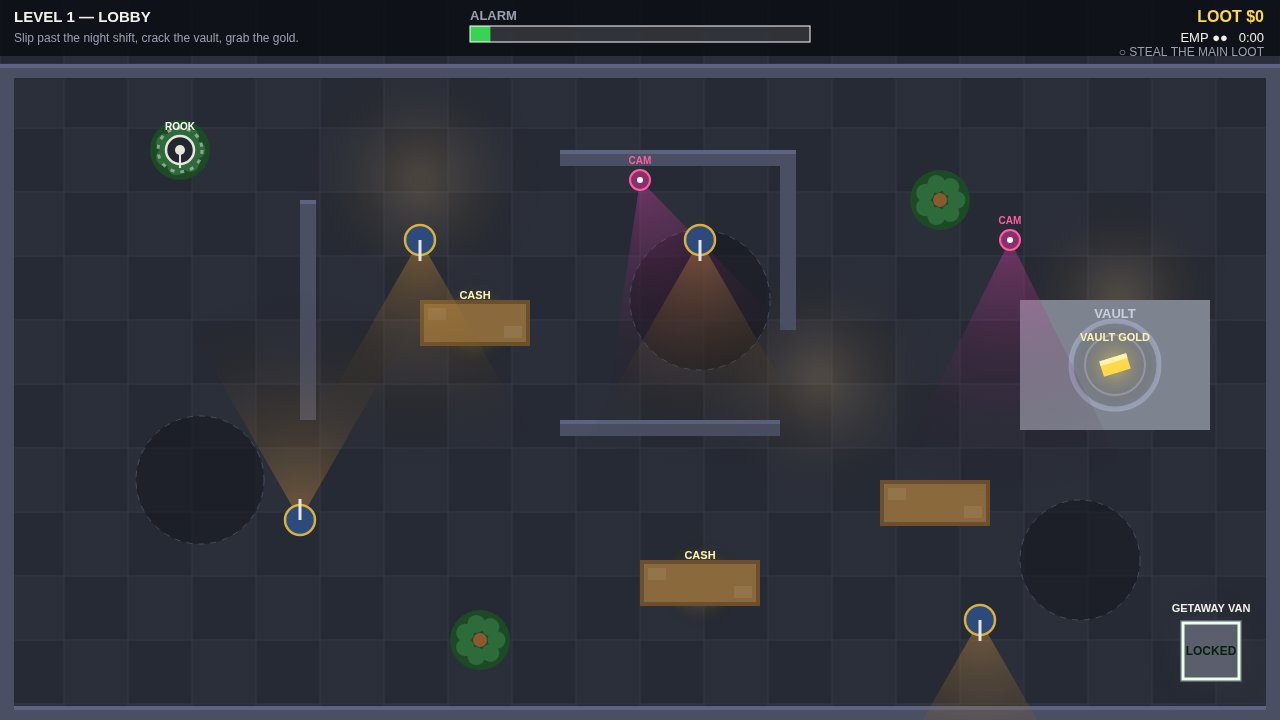 LEVEL 1 — LOBBY
Slip past the night shift, crack the vault, grab the gold.
ALARM
LOOT $0
EMP ●● 0:00
○ STEAL THE MAIN LOOT
ROOK
CAM
CAM
CASH
VAULT
VAULT GOLD
CASH
GETAWAY VAN
LOCKED